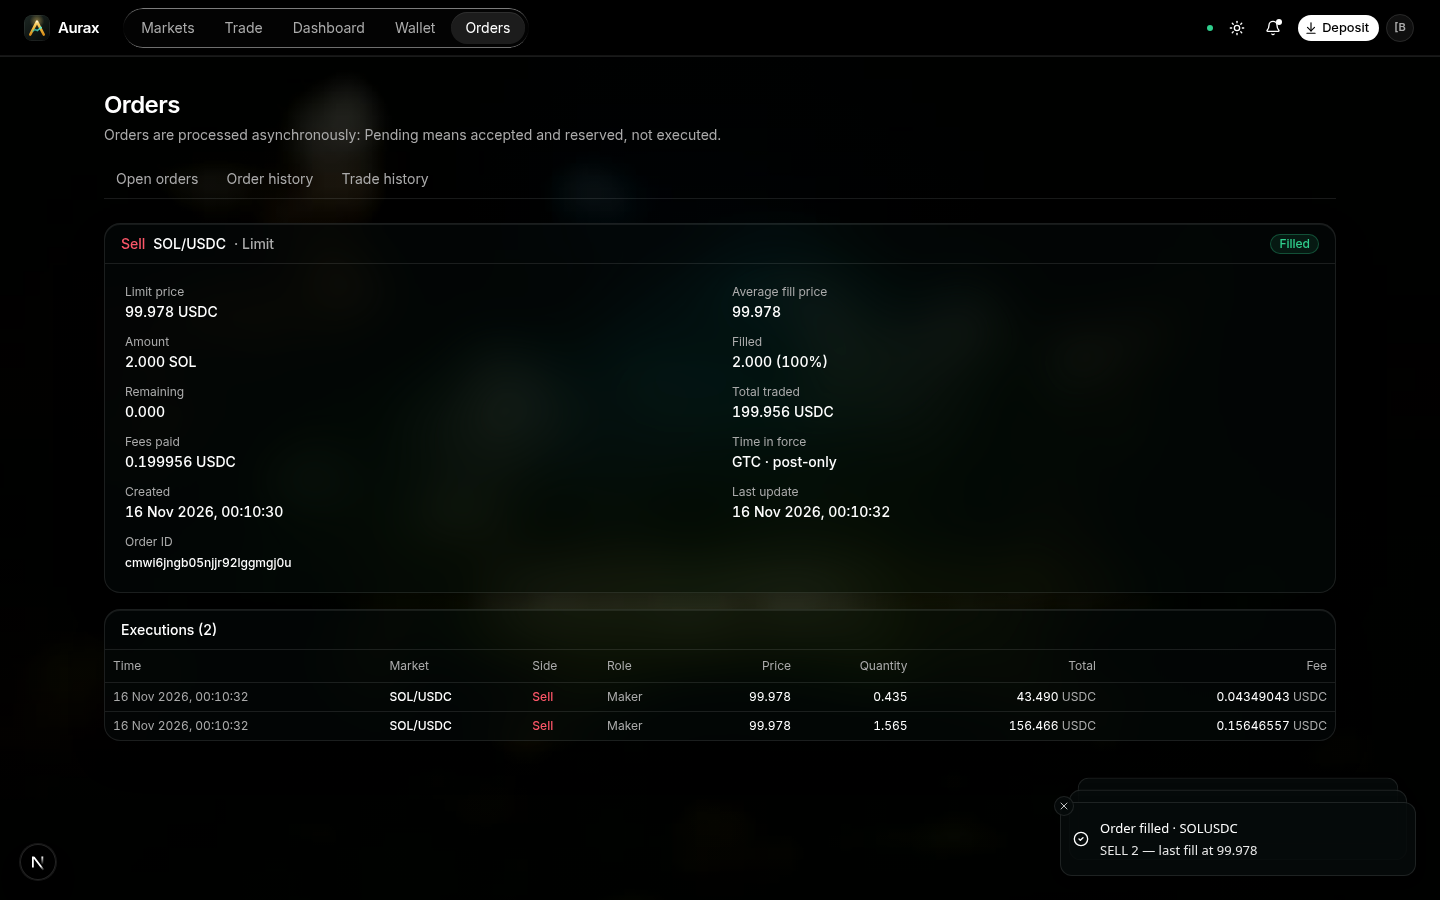 Aurax Markets Trade Dashboard Wallet Orders Deposit [B
Orders
Orders are processed asynchronously: Pending means accepted and reserved, not executed.
Open orders Order history Trade history
Sell SOL/USDC · Limit Filled
Limit price Average fill price
99.978 USDC 99.978
Amount Filled
2.000 SOL 2.000 (100%)
Remaining Total traded
0.000 199.956 USDC
Fees paid Time in force
0.199956 USDC GTC · post-only
Created Last update
16 Nov 2026, 00:10:30 16 Nov 2026, 00:10:32
Order ID
cmwi6jngb05njjr92lggmgj0u
Executions (2)
Time Market Side Role Price Quantity Total Fee
16 Nov 2026, 00:10:32 SOL/USDC Sell Maker 99.978 0.435 43.490 USDC 0.04349043 USDC
16 Nov 2026, 00:10:32 SOL/USDC Sell Maker 99.978 1.565 156.466 USDC 0.15646557 USDC
Order filled · SOLUSDC
SELL 2 — last fill at 99.978
N